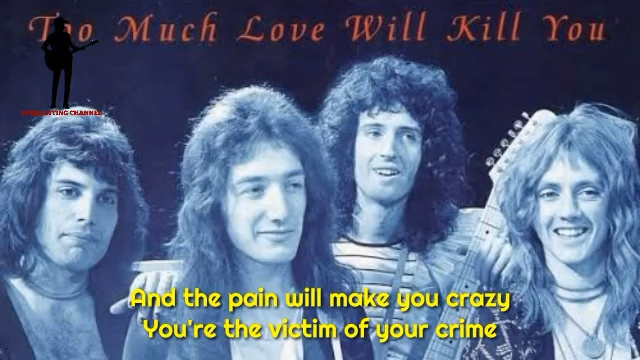 Too Much Love Will Kill You
And the pain will make you crazy
You're the victim of your crime